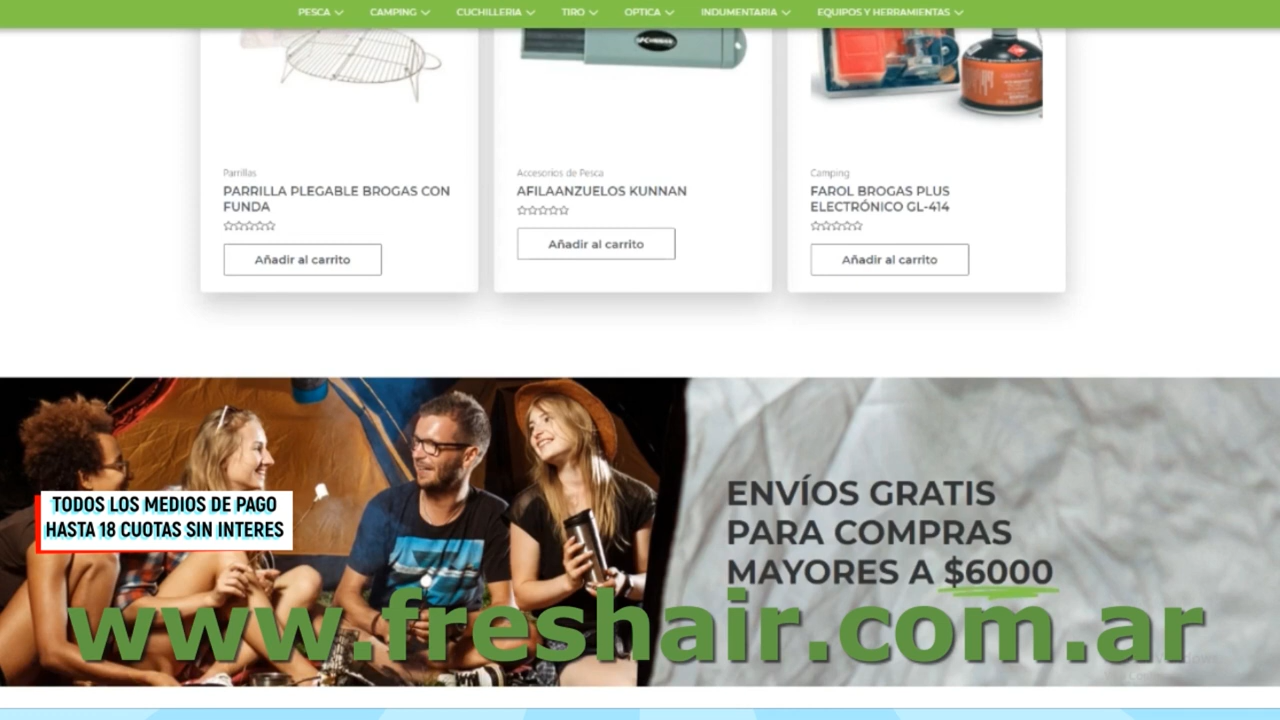 PESCA CAMPING CUCHILLERIA TIRO OPTICA INDUMENTARIA EQUIPOS Y HERRAMIENTAS
Parrillas
PARRILLA PLEGABLE BROGAS CON
FUNDA
Añadir al carrito
Accesorios de Pesca
AFILAANZUELOS KUNNAN
Añadir al carrito
Camping
FAROL BROGAS PLUS
ELECTRÓNICO GL-414
Añadir al carrito
TODOS LOS MEDIOS DE PAGO
HASTA 18 CUOTAS SIN INTERES
ENVÍOS GRATIS
PARA COMPRAS
MAYORES A $6000
www.freshair.com.ar